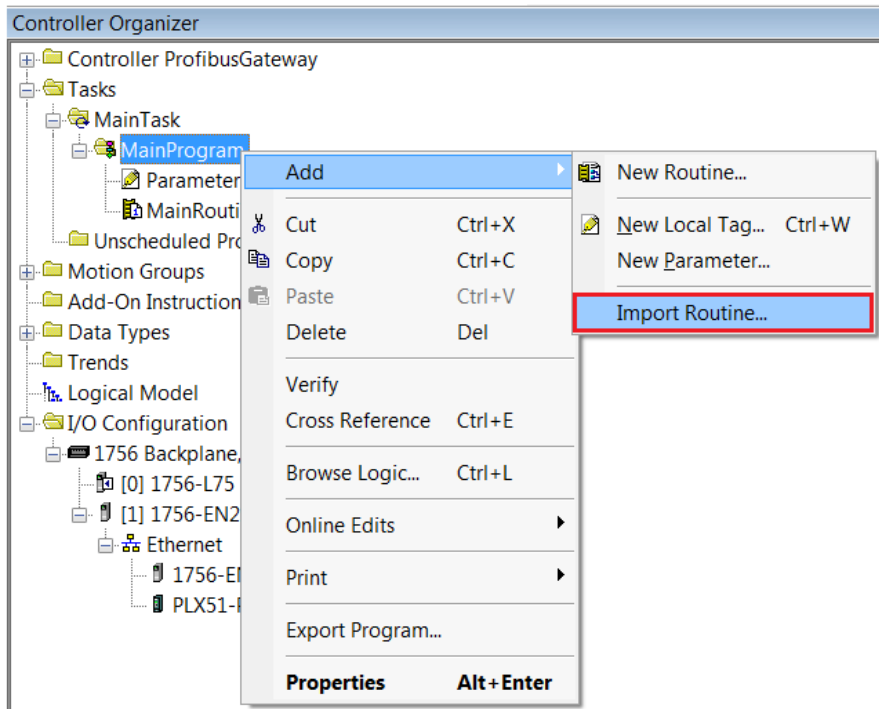 Controller Organizer
Controller ProfibusGateway
Tasks
MainTask
MainProgram
Parameter
MainRouti
Unscheduled Pro
Motion Groups
Add-On Instruction
Data Types
Trends
Logical Model
I/O Configuration
1756 Backplane,
[0] 1756-L75
[1] 1756-EN2
Ethernet
1756-EN
PLX51-
Add
Cut Ctrl+X
Copy Ctrl+C
Paste Ctrl+V
Delete Del
Verify
Cross Reference Ctrl+E
Browse Logic... Ctrl+L
Online Edits
Print
Export Program...
Properties Alt+Enter
New Routine...
New Local Tag... Ctrl+W
New Parameter...
Import Routine...